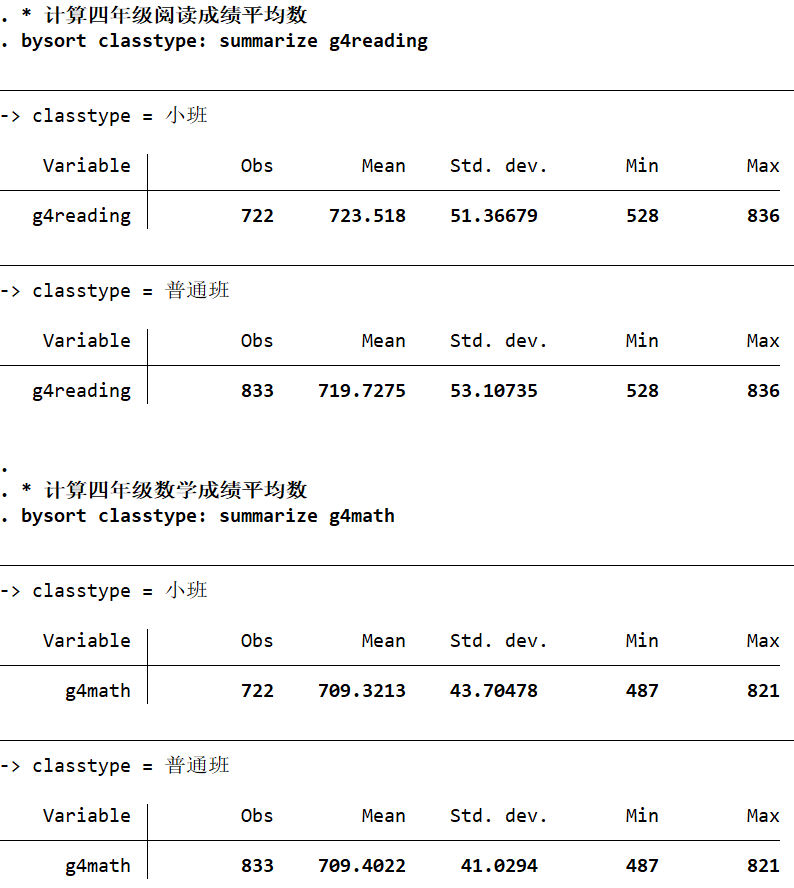 . * 计算四年级阅读成绩平均数
. bysort classtype: summarize g4reading
-> classtype = 小班
Variable | Obs Mean Std. dev. Min Max
g4reading | 722 723.518 51.36679 528 836
-> classtype = 普通班
Variable | Obs Mean Std. dev. Min Max
g4reading | 833 719.7275 53.10735 528 836
.
. * 计算四年级数学成绩平均数
. bysort classtype: summarize g4math
-> classtype = 小班
Variable | Obs Mean Std. dev. Min Max
g4math | 722 709.3213 43.70478 487 821
-> classtype = 普通班
Variable | Obs Mean Std. dev. Min Max
g4math | 833 709.4022 41.0294 487 821